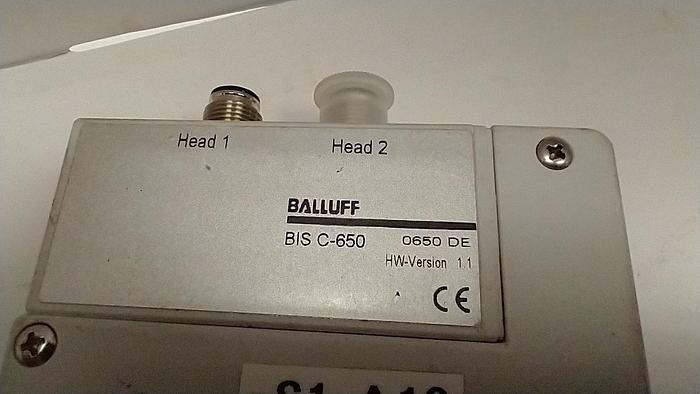 Head 1 Head 2
BALLUFF
BIS C-650 0650 DE
HW-Version 1.1
CE